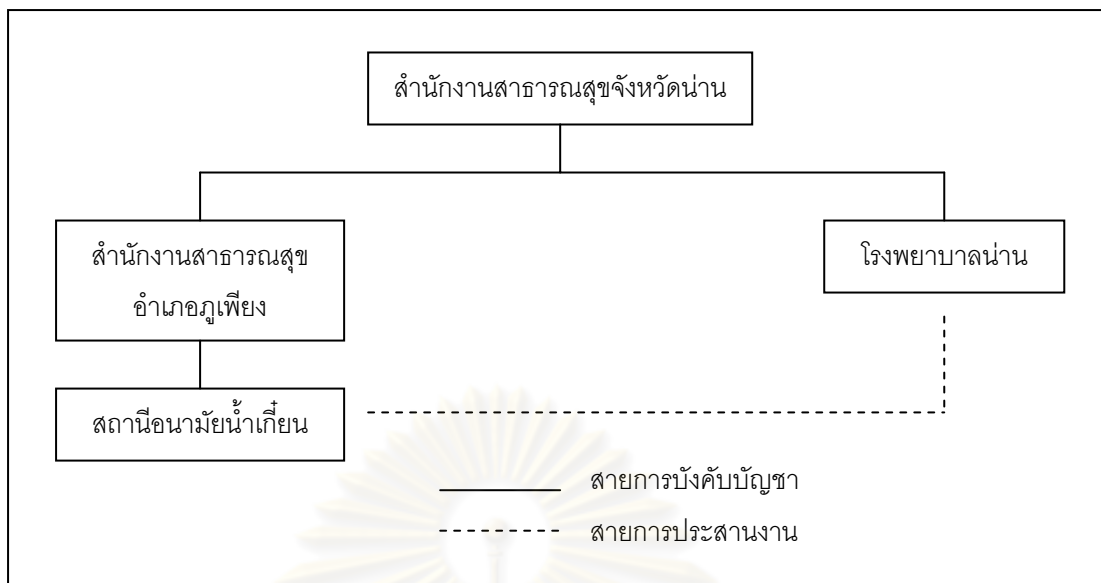 สำนักงานสาธารณสุขจังหวัดน่าน
สำนักงานสาธารณสุข
อำเภอภูเพียง
โรงพยาบาลน่าน
สถานีอนามัยน้ำเกี๋ยน
สายการบังคับบัญชา
สายการประสานงาน